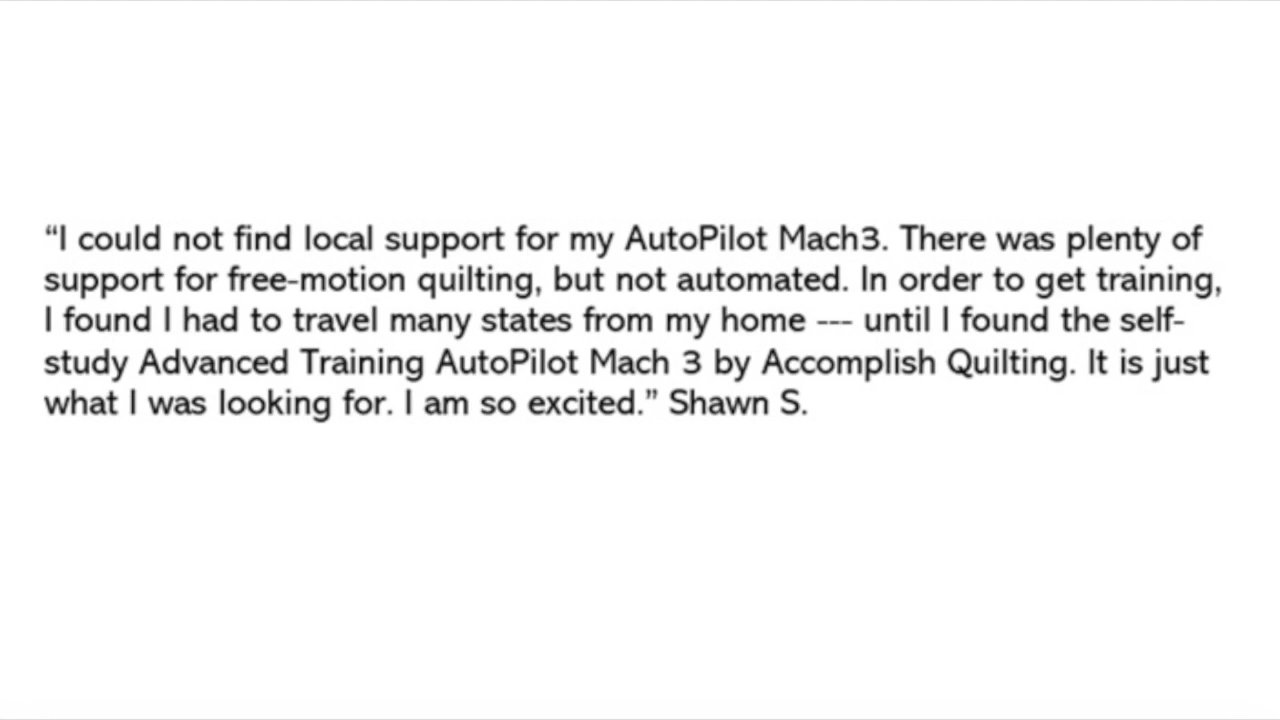 “I could not find local support for my AutoPilot Mach3. There was plenty of
support for free-motion quilting, but not automated. In order to get training,
I found I had to travel many states from my home --- until I found the self-
study Advanced Training AutoPilot Mach 3 by Accomplish Quilting. It is just
what I was looking for. I am so excited.” Shawn S.